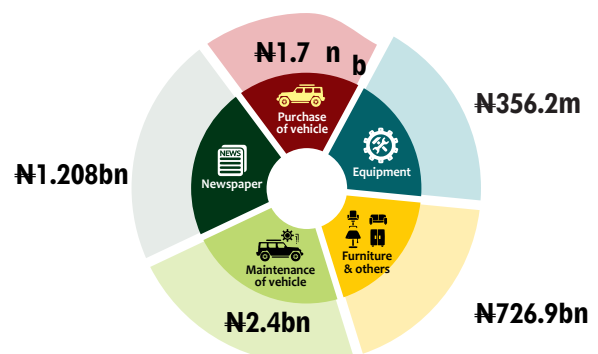 ₦1.7 n b
Purchase
of vehicle
₦356.2m
Equipment
NEWS
Newspaper
₦1.208bn
Furniture
& others
Maintenance
of vehicle
₦726.9bn
₦2.4bn